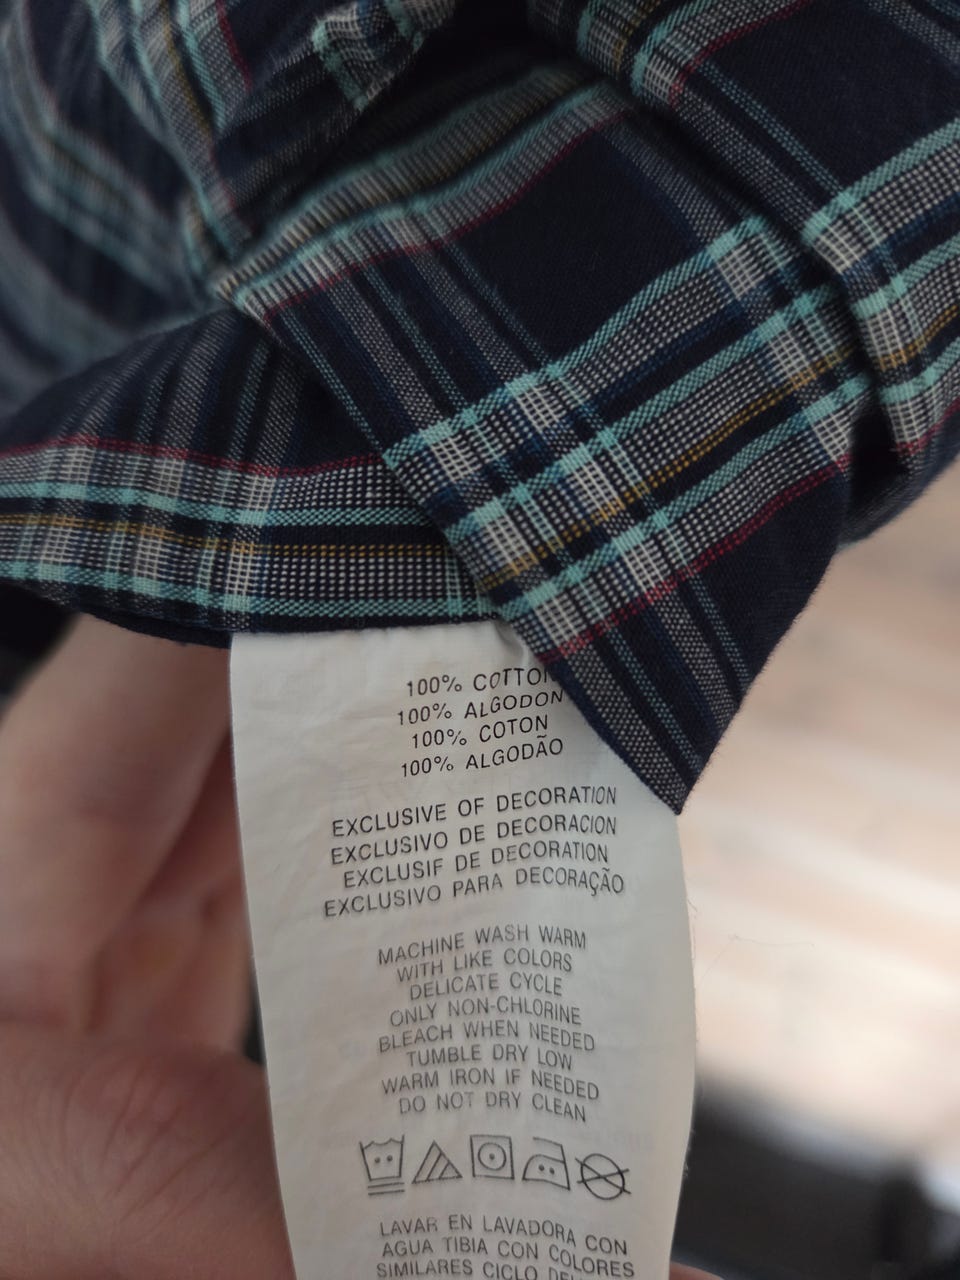 100% COTTON
100% ALGODON
100% COTON
100% ALGODÃO
EXCLUSIVE OF DECORATION
EXCLUSIVO DE DECORACION
EXCLUSIF DE DECORATION
EXCLUSIVO PARA DECORAÇÃO
MACHINE WASH WARM
WITH LIKE COLORS
DELICATE CYCLE
ONLY NON-CHLORINE
BLEACH WHEN NEEDED
TUMBLE DRY LOW
WARM IRON IF NEEDED
DO NOT DRY CLEAN
LAVAR EN LAVADORA CON
AGUA TIBIA CON COLORES
SIMILARES CICLO